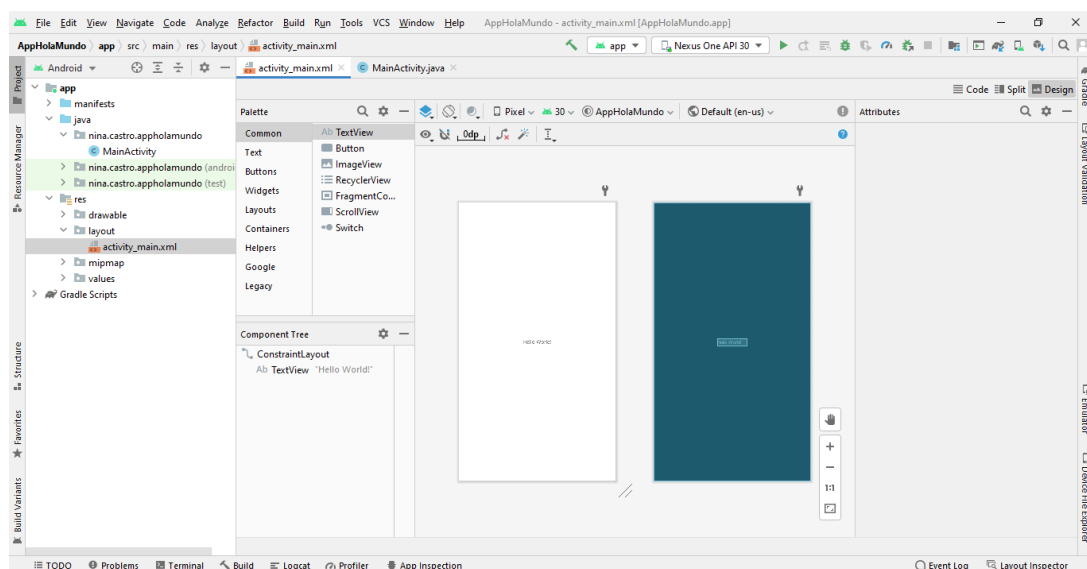 File Edit View Navigate Code Analyze Refactor Build Run Tools VCS Window Help AppHolaMundo - activity_main.xml [AppHolaMundo.app]
AppHolaMundo app src main res layout activity_main.xml app Nexus One API 30
Android
activity_main.xml MainActivity.java
Code Split Design
Project
Resource Manager
Structure
Favorites
Build Variants
app
manifests
java
nina.castro.appholamundo
MainActivity
nina.castro.appholamundo (androi
nina.castro.appholamundo (test)
res
drawable
layout
activity_main.xml
mipmap
values
Gradle Scripts
Palette
Common
Text
Buttons
Widgets
Layouts
Containers
Helpers
Google
Legacy
Ab TextView
Button
ImageView
RecyclerView
FragmentCo...
ScrollView
Switch
Component Tree
ConstraintLayout
Ab TextView "Hello World!"
Pixel 30 AppHolaMundo Default (en-us)
0dp
Hello World!
Hello World!
1:1
Attributes
Gradle
Layout Validation
Emulator
Device File Explorer
TODO Problems Terminal Build Logcat Profiler App Inspection Event Log Layout Inspector